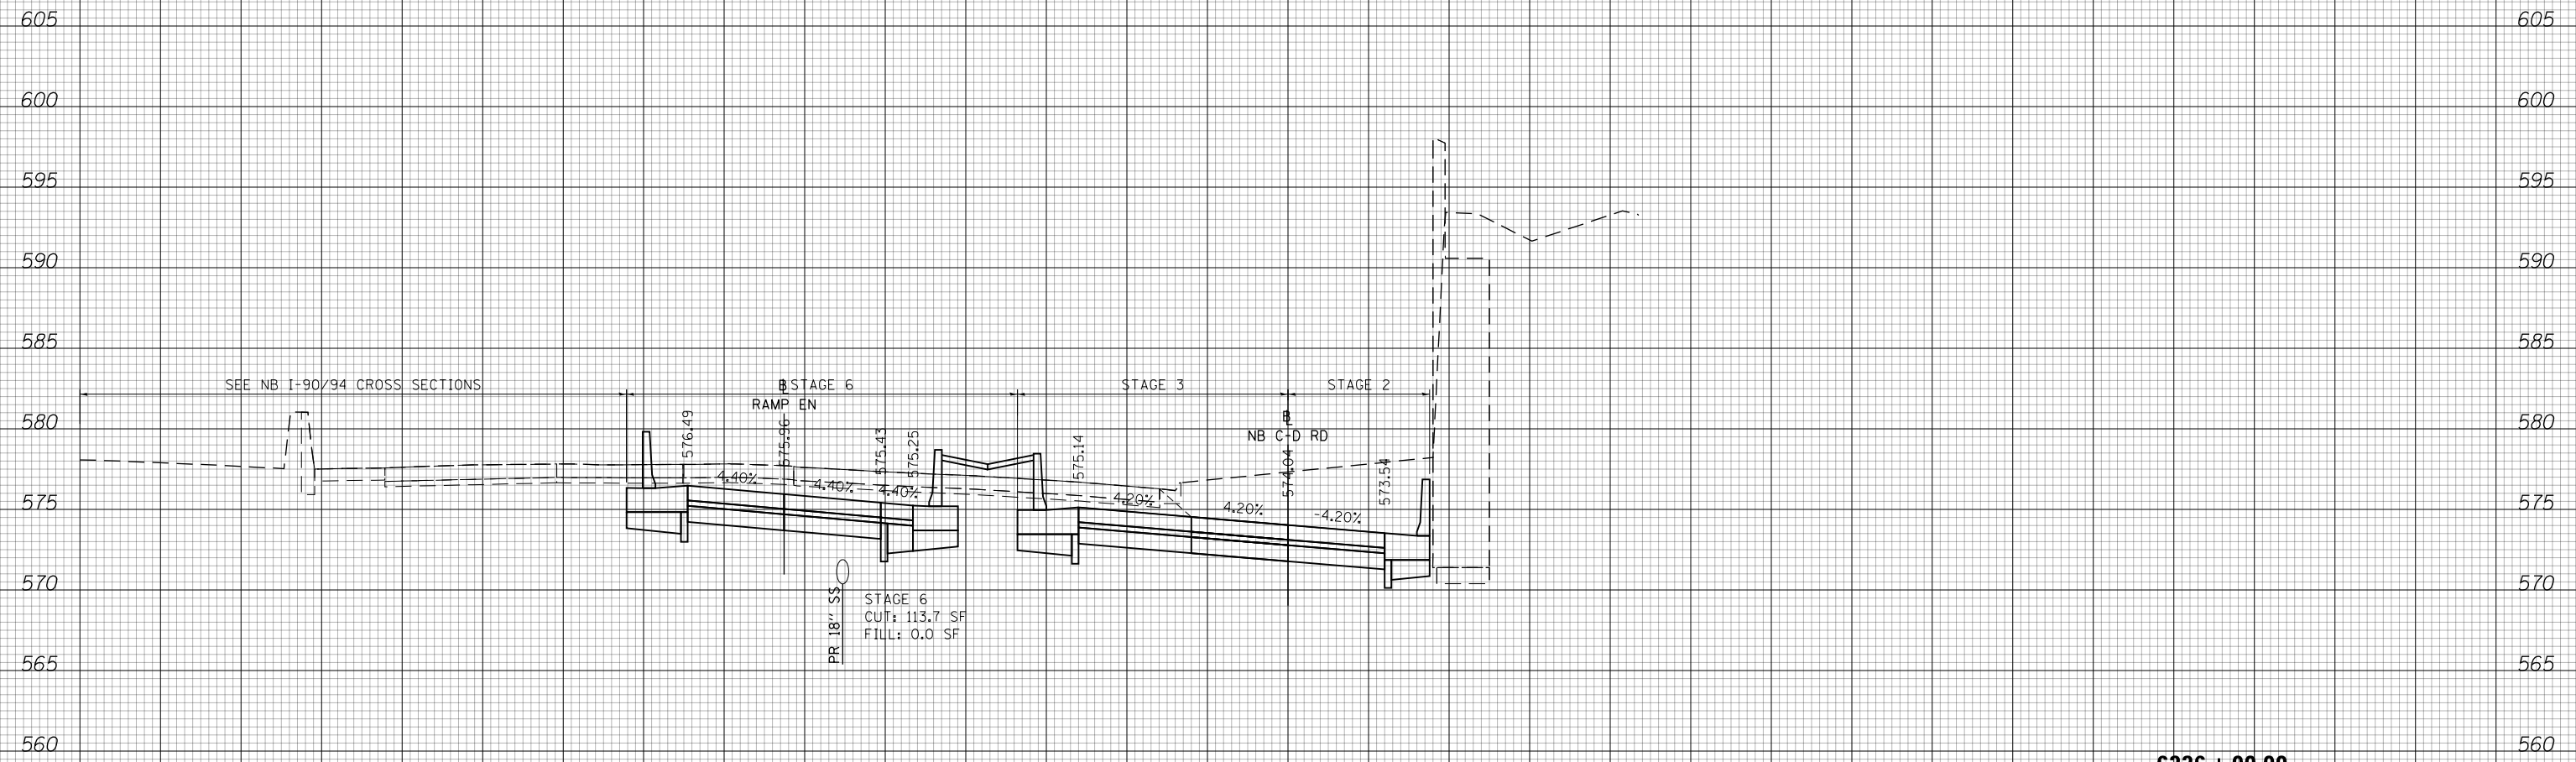 605 605
600 600
595 595
590 590
585 585
SEE NB I-90/94 CROSS SECTIONS
STAGE 6
STAGE 3
STAGE 2
RAMP EN
580 580
NB C-D RD
576.49
575.96
575.43
575.25
575.14
574.04
573.54
4.40%
4.40%
4.40%
4.20%
4.20%
-4.20%
575 575
570 570
PR 18" SS
STAGE 6
CUT: 113.7 SF
FILL: 0.0 SF
565 565
560 560